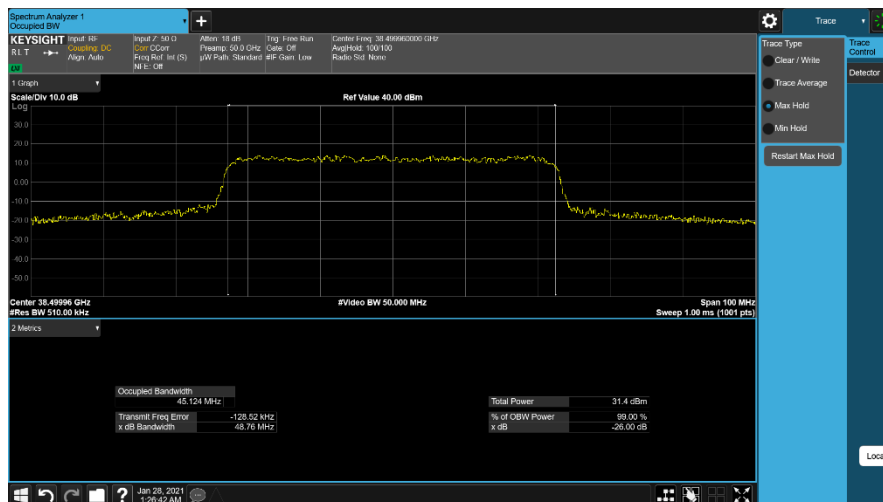 Spectrum Analyzer 1
Occupied BW
+
Trace
KEYSIGHT Input: RF
R L T Coupling: DC
Align: Auto
Input Z: 50 Ω
Corr CCorr
Freq Ref: Int (S)
NFE: Off
Atten: 18 dB
Preamp: 50.0 GHz
µW Path: Standard
Trig: Free Run
Gate: Off
#IF Gain: Low
Center Freq: 38.499960000 GHz
Avg|Hold: 100/100
Radio Std: None
1 Graph
Scale/Div 10.0 dB
Ref Value 40.00 dBm
Log
30.0
20.0
10.0
0.00
-10.0
-20.0
-30.0
-40.0
-50.0
Center 38.49996 GHz
#Video BW 50.000 MHz
Span 100 MHz
#Res BW 510.00 kHz
Sweep 1.00 ms (1001 pts)
2 Metrics
Occupied Bandwidth
45.124 MHz
Total Power 31.4 dBm
Transmit Freq Error -128.52 kHz
% of OBW Power 99.00 %
x dB Bandwidth 48.76 MHz
x dB -26.00 dB
Trace Type
Clear / Write
Trace Average
Max Hold
Min Hold
Restart Max Hold
Trace
Control
Detector
Loca
?
Jan 28, 2021
1:26:42 AM